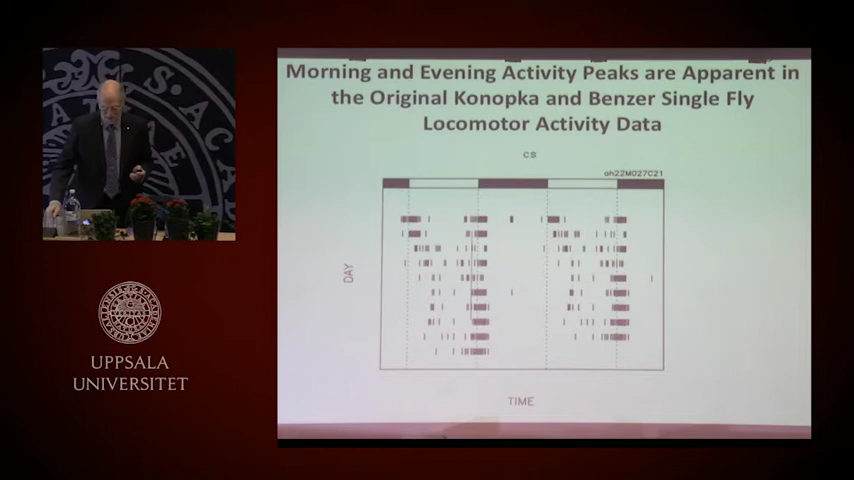 Morning and Evening Activity Peaks are Apparent in
the Original Konopka and Benzer Single Fly
Locomotor Activity Data
CS
ah22M027C21
DAY
TIME
UPPSALA
UNIVERSITET